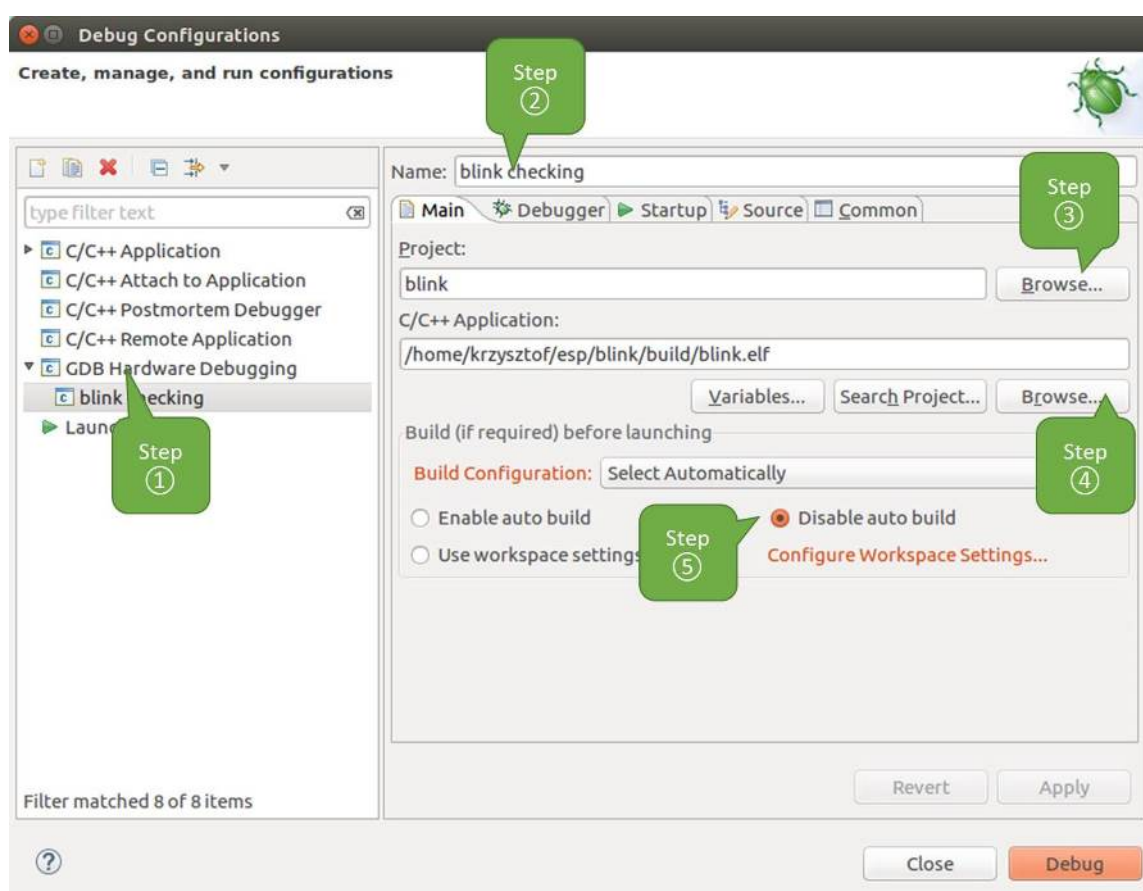 Debug Configurations
Create, manage, and run configurations
Step
②
Name: blink checking
type filter text
Main Debugger Startup Source Common
Step
③
C/C++ Application
C/C++ Attach to Application
C/C++ Postmortem Debugger
C/C++ Remote Application
GDB Hardware Debugging
blink checking
Step
①
Project:
blink Browse...
C/C++ Application:
/home/krzysztof/esp/blink/build/blink.elf
Variables... Search Project... Browse...
Step
④
Build (if required) before launching
Build Configuration: Select Automatically
Enable auto build Disable auto build
Step
⑤
Use workspace settings Configure Workspace Settings...
Revert Apply
Filter matched 8 of 8 items
Close Debug